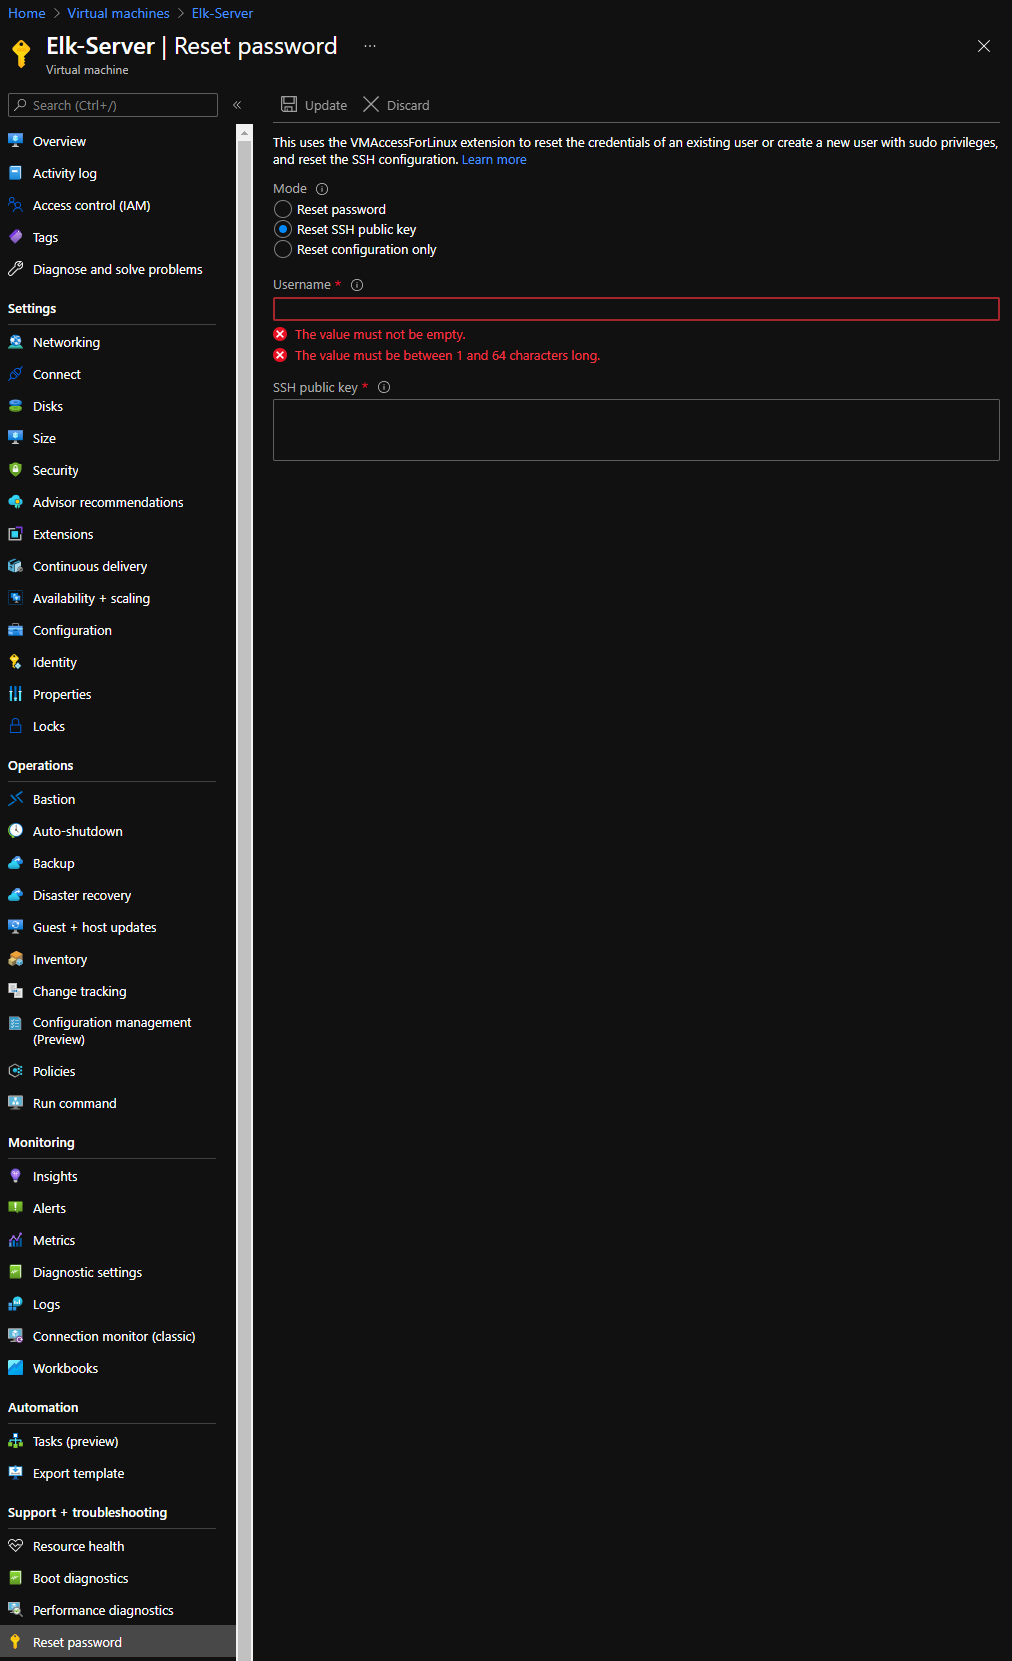 Home > Virtual machines > Elk-Server
Elk-Server | Reset password ...
Virtual machine
Search (Ctrl+/)
«
Update
Discard
Overview
Activity log
Access control (IAM)
Tags
Diagnose and solve problems
Settings
Networking
Connect
Disks
Size
Security
Advisor recommendations
Extensions
Continuous delivery
Availability + scaling
Configuration
Identity
Properties
Locks
Operations
Bastion
Auto-shutdown
Backup
Disaster recovery
Guest + host updates
Inventory
Change tracking
Configuration management
(Preview)
Policies
Run command
Monitoring
Insights
Alerts
Metrics
Diagnostic settings
Logs
Connection monitor (classic)
Workbooks
Automation
Tasks (preview)
Export template
Support + troubleshooting
Resource health
Boot diagnostics
Performance diagnostics
Reset password
This uses the VMAccessForLinux extension to reset the credentials of an existing user or create a new user with sudo privileges,
and reset the SSH configuration. Learn more
Mode
Reset password
Reset SSH public key
Reset configuration only
Username *
The value must not be empty.
The value must be between 1 and 64 characters long.
SSH public key *